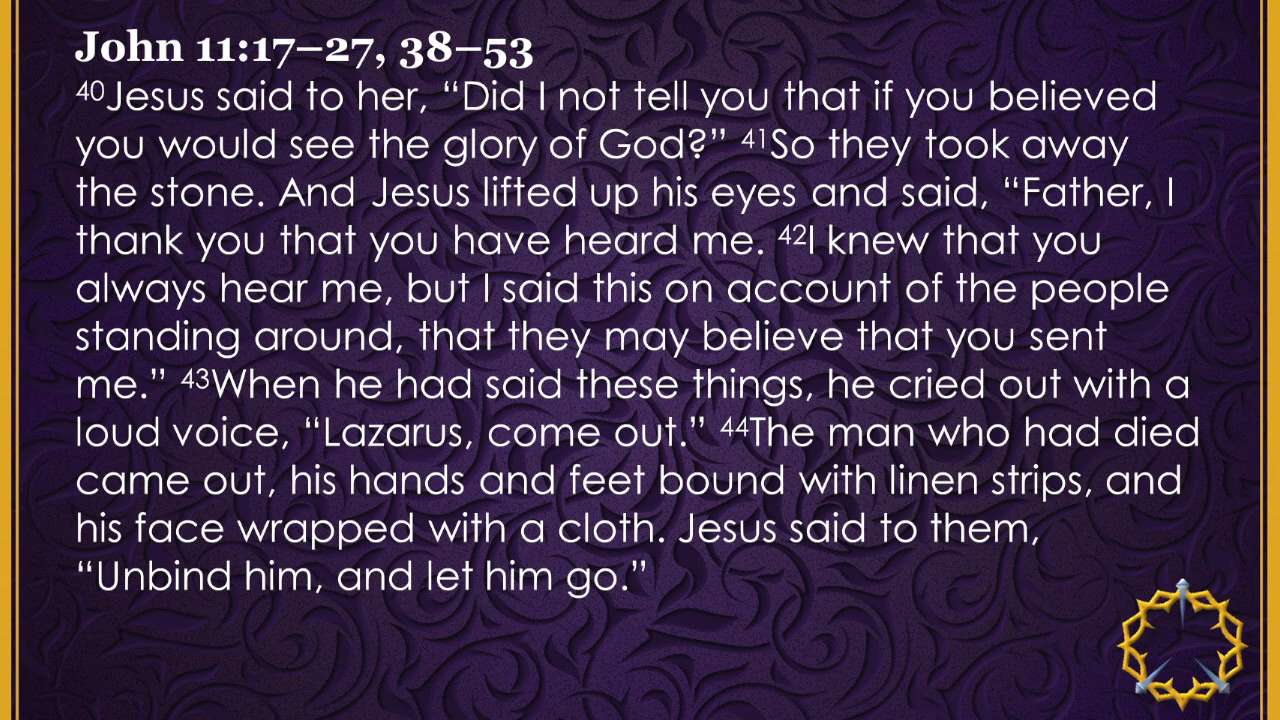 John 11:17–27, 38–53
⁴⁰Jesus said to her, “Did I not tell you that if you believed
you would see the glory of God?” ⁴¹So they took away
the stone. And Jesus lifted up his eyes and said, “Father, I
thank you that you have heard me. ⁴²I knew that you
always hear me, but I said this on account of the people
standing around, that they may believe that you sent
me.” ⁴³When he had said these things, he cried out with a
loud voice, “Lazarus, come out.” ⁴⁴The man who had died
came out, his hands and feet bound with linen strips, and
his face wrapped with a cloth. Jesus said to them,
“Unbind him, and let him go.”